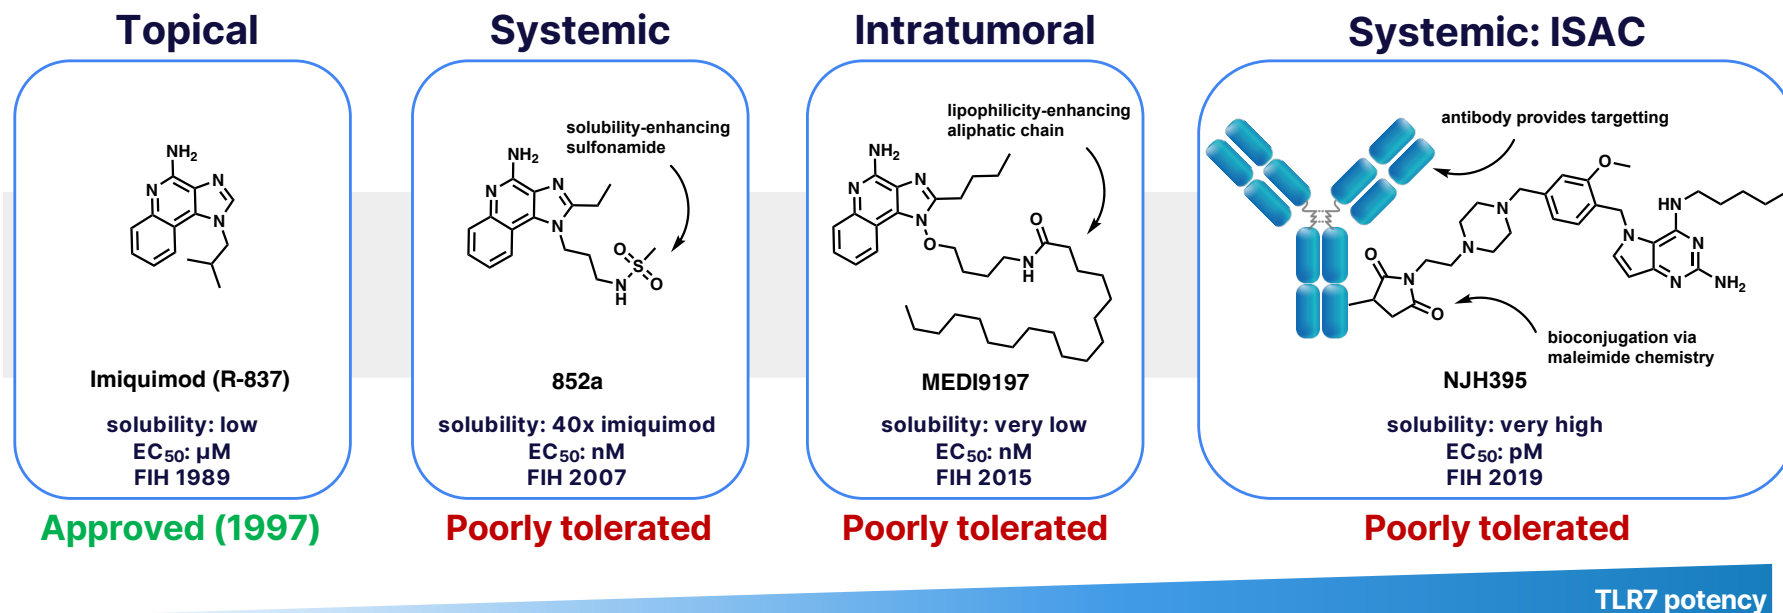 Topical
NH₂
N
N
N
Imiquimod (R-837)
solubility: low
EC₅₀: µM
FIH 1989
Approved (1997)
Systemic
solubility-enhancing
sulfonamide
NH₂
N
N
N
O
S
O
N
H
852a
solubility: 40x imiquimod
EC₅₀: nM
FIH 2007
Poorly tolerated
Intratumoral
lipophilicity-enhancing
aliphatic chain
NH₂
N
N
N
O
O
N
H
MEDI9197
solubility: very low
EC₅₀: nM
FIH 2015
Poorly tolerated
Systemic: ISAC
antibody provides targetting
O
N
HN
N
N
N
O
N
N
NH₂
O
bioconjugation via
maleimide chemistry
NJH395
solubility: very high
EC₅₀: pM
FIH 2019
Poorly tolerated
TLR7 potency